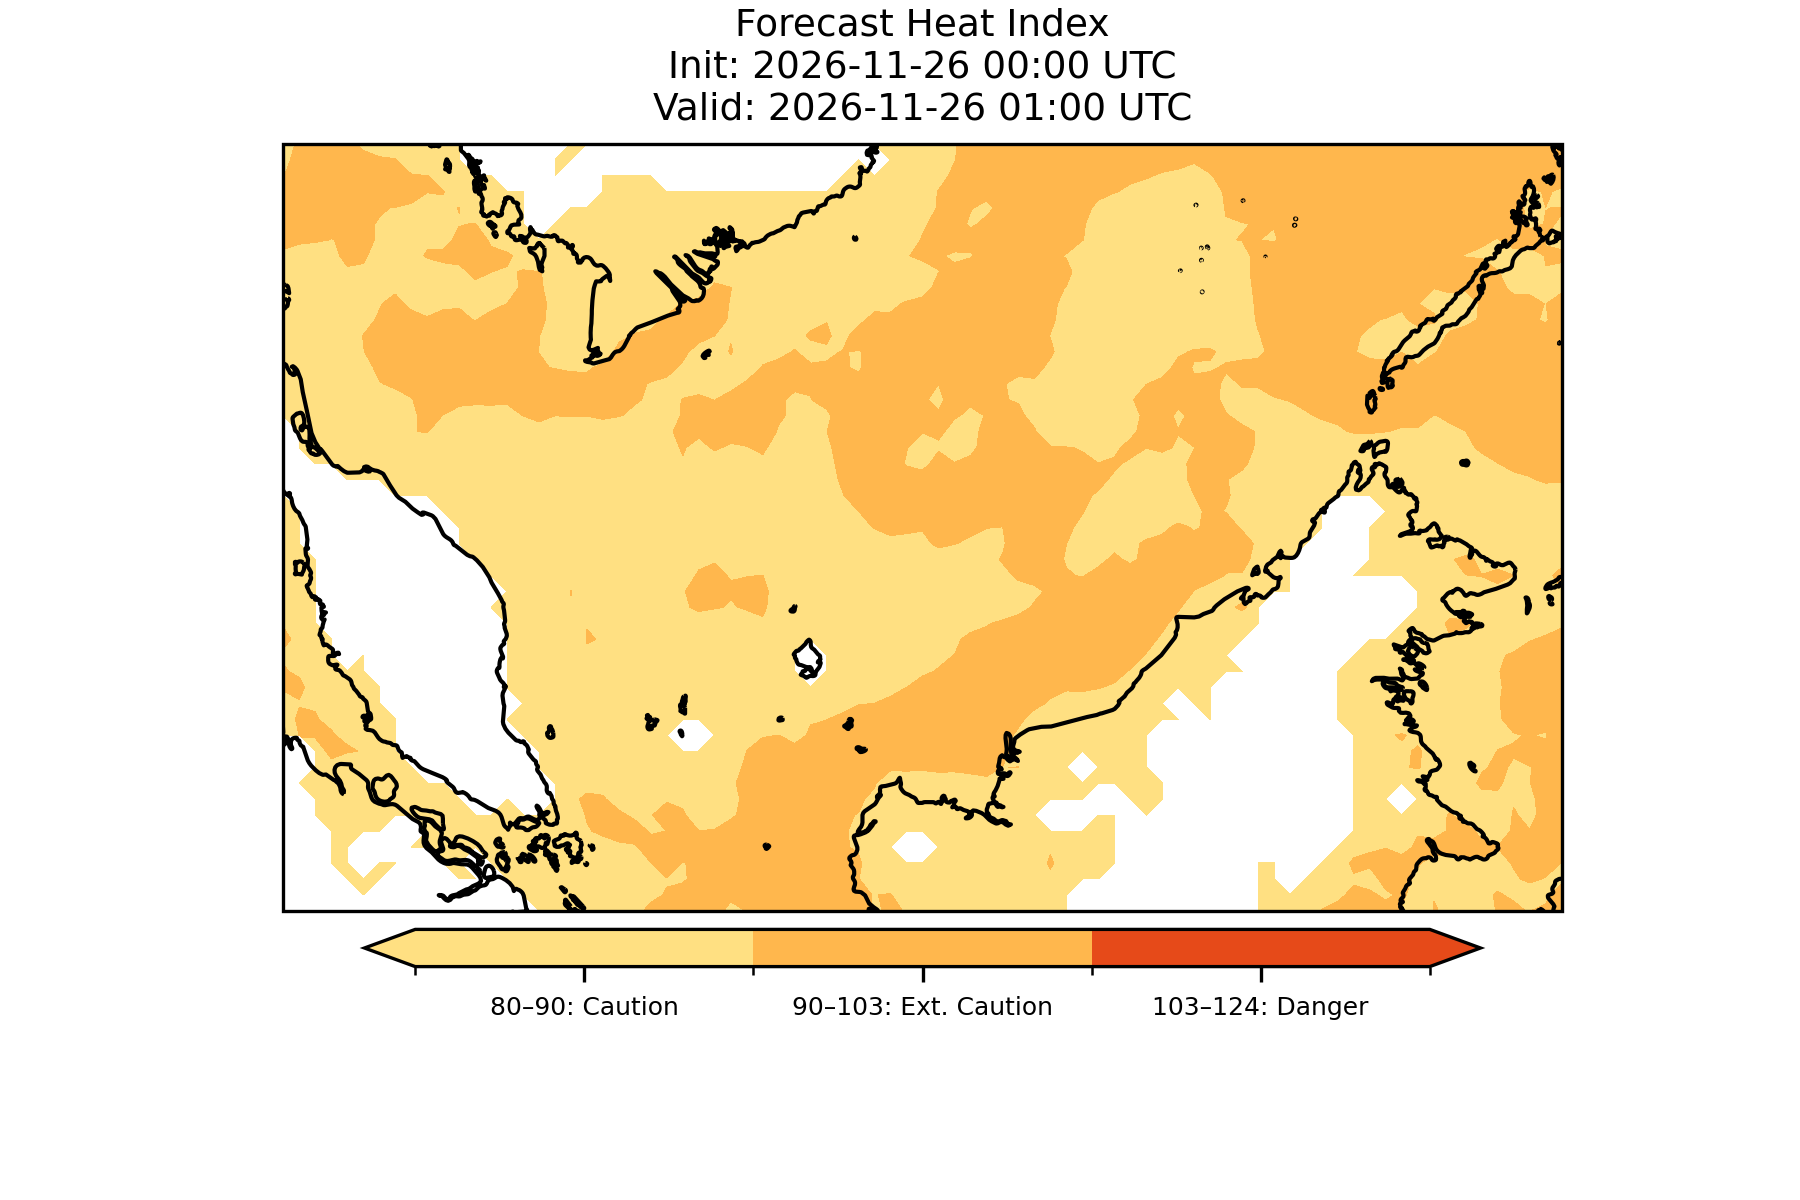 Forecast Heat Index
Init: 2026-11-26 00:00 UTC
Valid: 2026-11-26 01:00 UTC
80–90: Caution
90–103: Ext. Caution
103–124: Danger